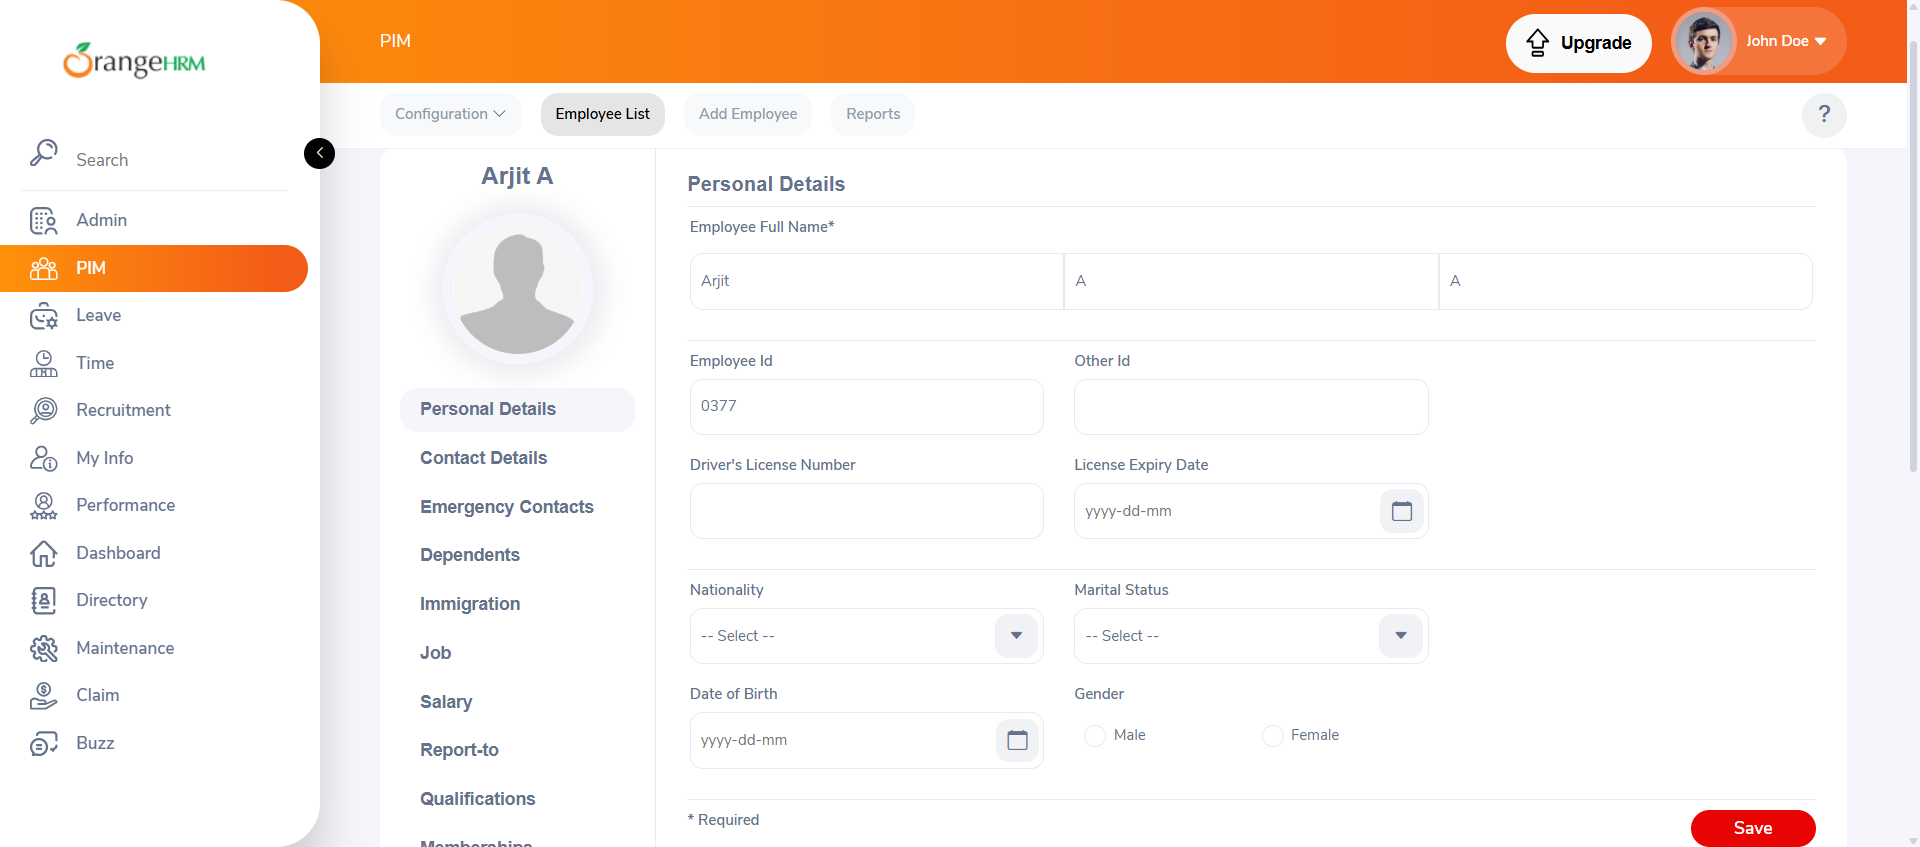 OrangeHRM
PIM
Upgrade
John Doe
Configuration
Employee List
Add Employee
Reports
?
Search
Admin
PIM
Leave
Time
Recruitment
My Info
Performance
Dashboard
Directory
Maintenance
Claim
Buzz
Arjit A
Personal Details
Contact Details
Emergency Contacts
Dependents
Immigration
Job
Salary
Report-to
Qualifications
Memberships
Personal Details
Employee Full Name*
Arjit
A
A
Employee Id
Other Id
0377
Driver's License Number
License Expiry Date
yyyy-dd-mm
Nationality
Marital Status
-- Select --
-- Select --
Date of Birth
Gender
yyyy-dd-mm
Male
Female
* Required
Save